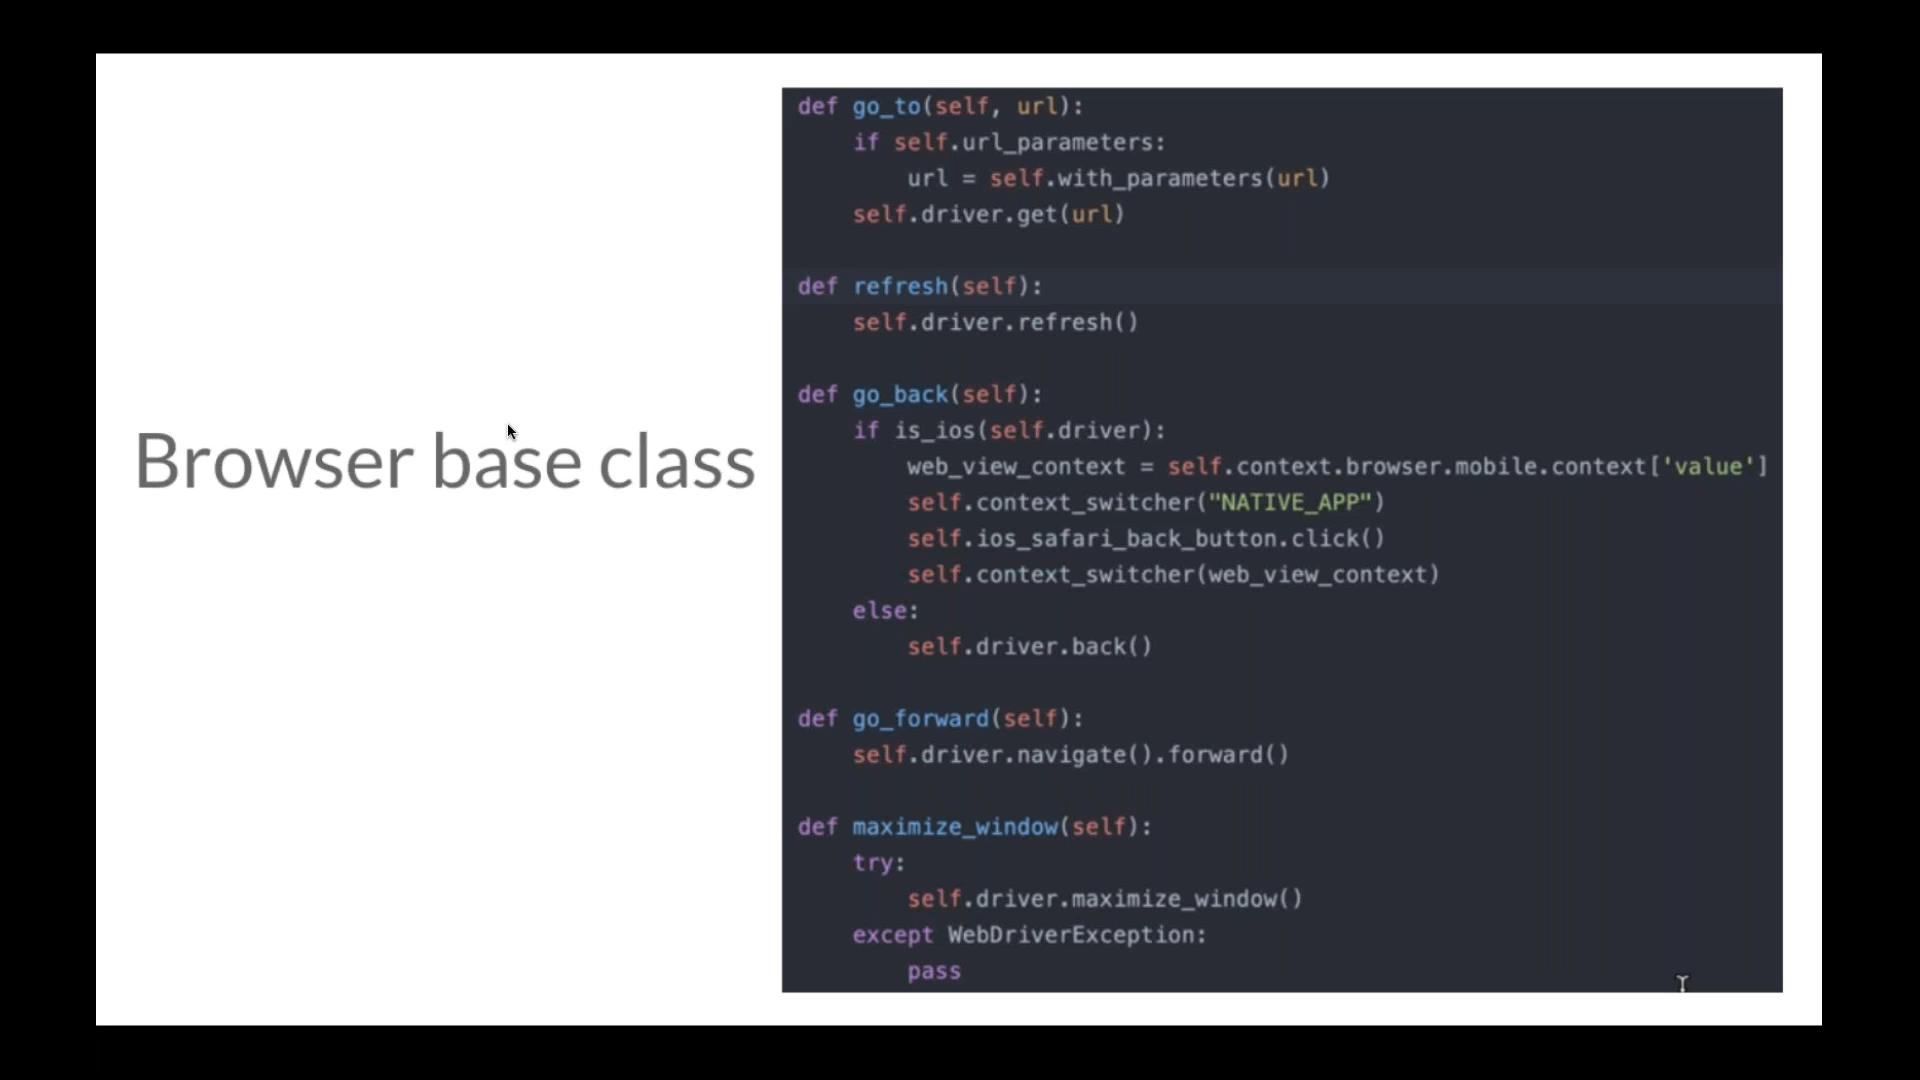 Browser base class
def go_to(self, url):
    if self.url_parameters:
        url = self.with_parameters(url)
    self.driver.get(url)

def refresh(self):
    self.driver.refresh()

def go_back(self):
    if is_ios(self.driver):
        web_view_context = self.context.browser.mobile.context['value']
        self.context_switcher("NATIVE_APP")
        self.ios_safari_back_button.click()
        self.context_switcher(web_view_context)
    else:
        self.driver.back()

def go_forward(self):
    self.driver.navigate().forward()

def maximize_window(self):
    try:
        self.driver.maximize_window()
    except WebDriverException:
        pass